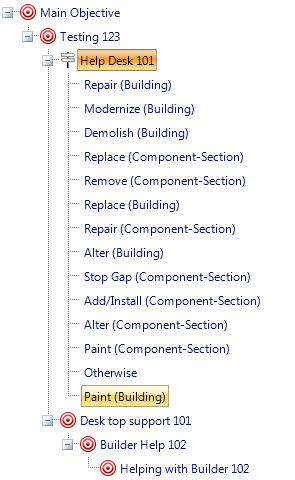 Main Objective
Testing 123
Help Desk 101
Repair (Building)
Modernize (Building)
Demolish (Building)
Replace (Component-Section)
Remove (Component-Section)
Replace (Building)
Repair (Component-Section)
Alter (Building)
Stop Gap (Component-Section)
Add/Install (Component-Section)
Alter (Component-Section)
Paint (Component-Section)
Otherwise
Paint (Building)
Desk top support 101
Builder Help 102
Helping with Builder 102